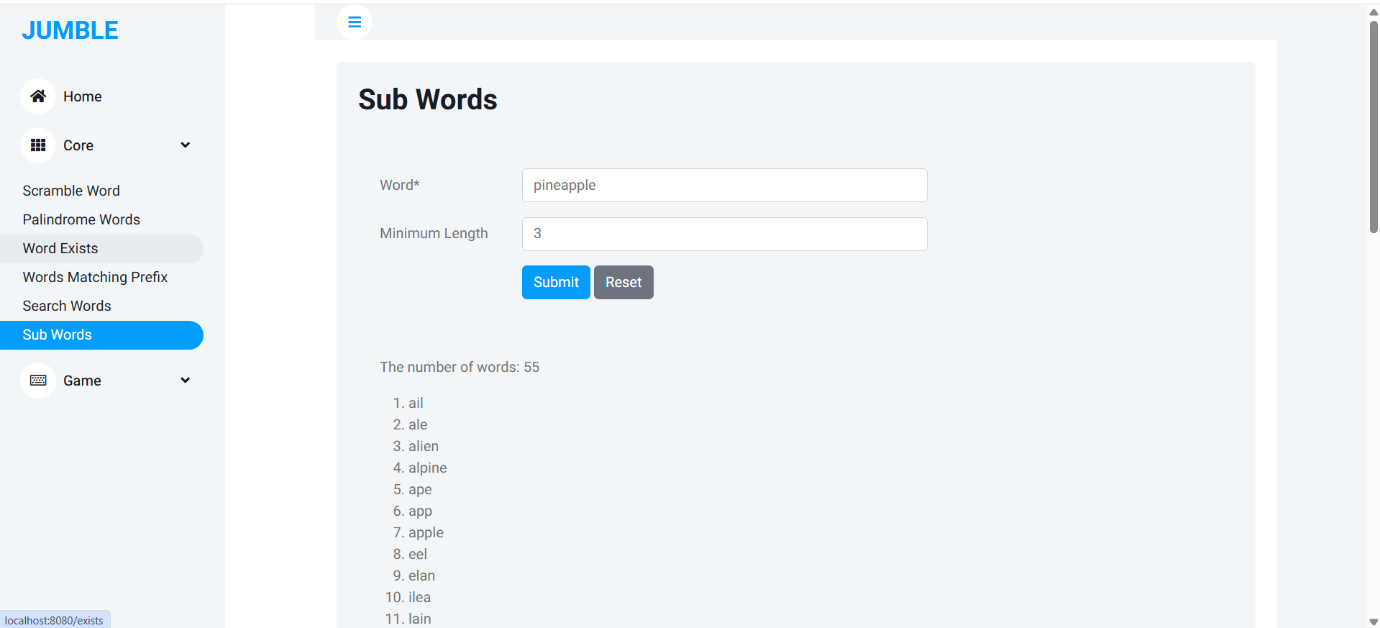 JUMBLE
Home
Core
Scramble Word
Palindrome Words
Word Exists
Words Matching Prefix
Search Words
Sub Words
Game
Sub Words
Word* pineapple
Minimum Length 3
Submit Reset
The number of words: 55
1. ail
2. ale
3. alien
4. alpine
5. ape
6. app
7. apple
8. eel
9. elan
10. ilea
11. lain
localhost:8080/exists